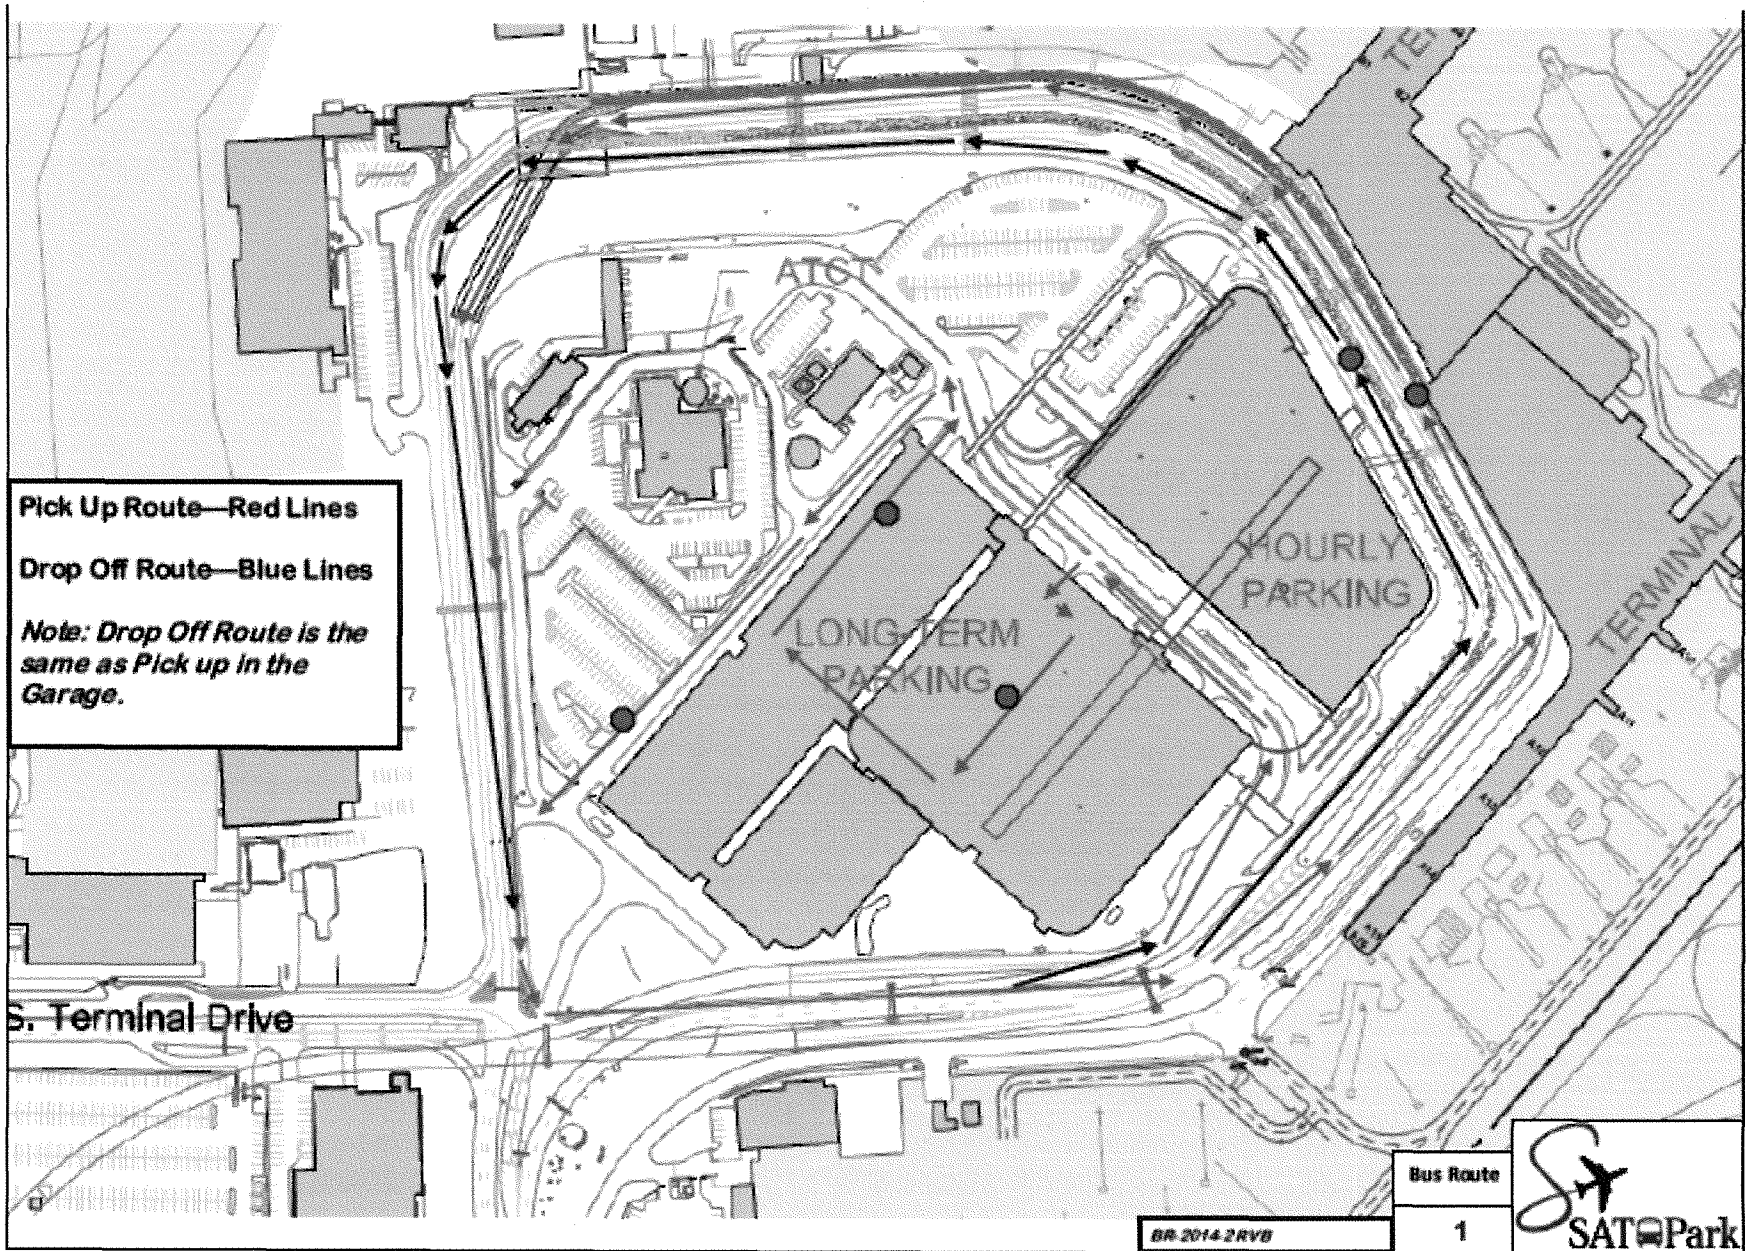 TE
ATCT
Pick Up Route—Red Lines
Drop Off Route—Blue Lines
Note: Drop Off Route is the
same as Pick up in the
Garage.
7
HOURLY
PARKING
LONG-TERM
PARKING
TERMINAL A
S. Terminal Drive
Bus Route
1
BR-2014-2RVB
SAT Park